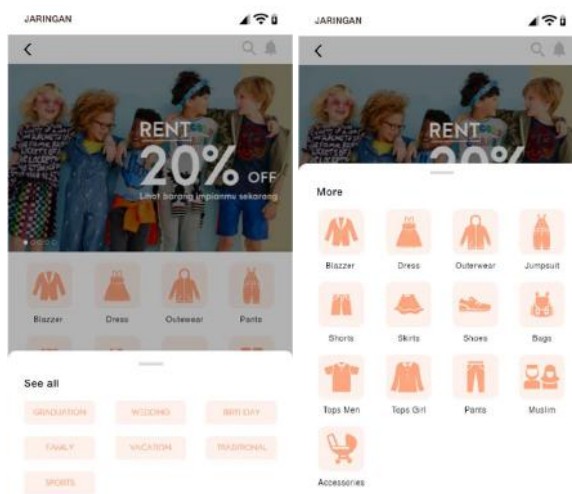 JARINGAN
RENT
20% OFF
Lihat barang impianmu sekarang
Blazzer Dress Outewear Pants
See all
GRADUATION WEDDING BIRTDAY
FAMILY VACATION TRADITIONAL
SPORTS
JARINGAN
RENT
20%
More
Blazzer Dress Outerwear Jumpsuit
Shorts Skirts Shoes Bags
Tops Men Tops Girl Pants Muslim
Accessories